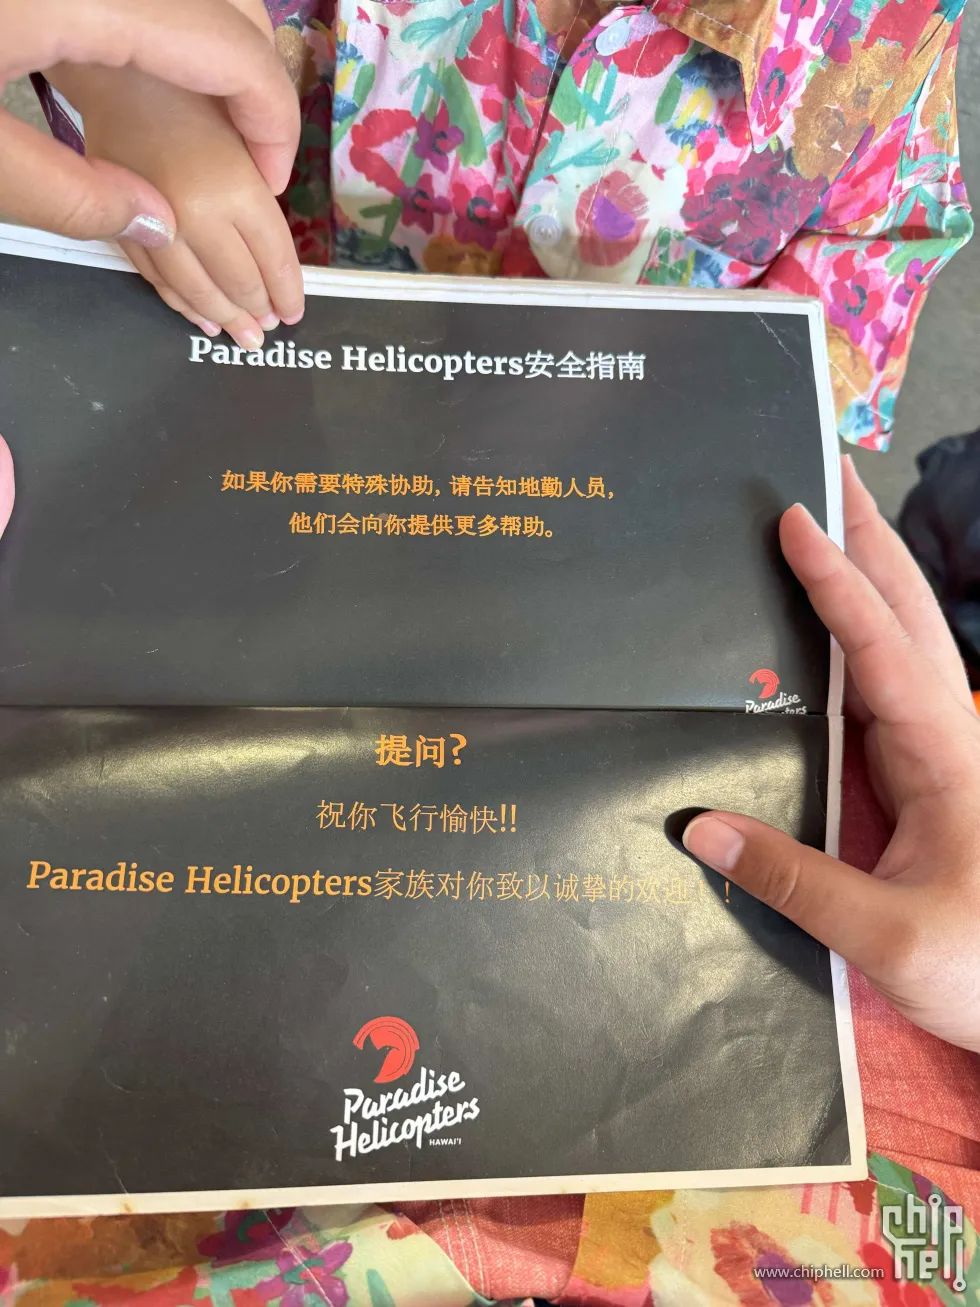 Paradise Helicopters安全指南
如果你需要特殊协助, 请告知地勤人员,
他们会向你提供更多帮助。
Paradise
提问?
祝你飞行愉快!!
Paradise Helicopters家族对你致以诚挚的欢迎！！
Paradise
Helicopters
HAWAI'I
chip
hell
www.chiphell.com